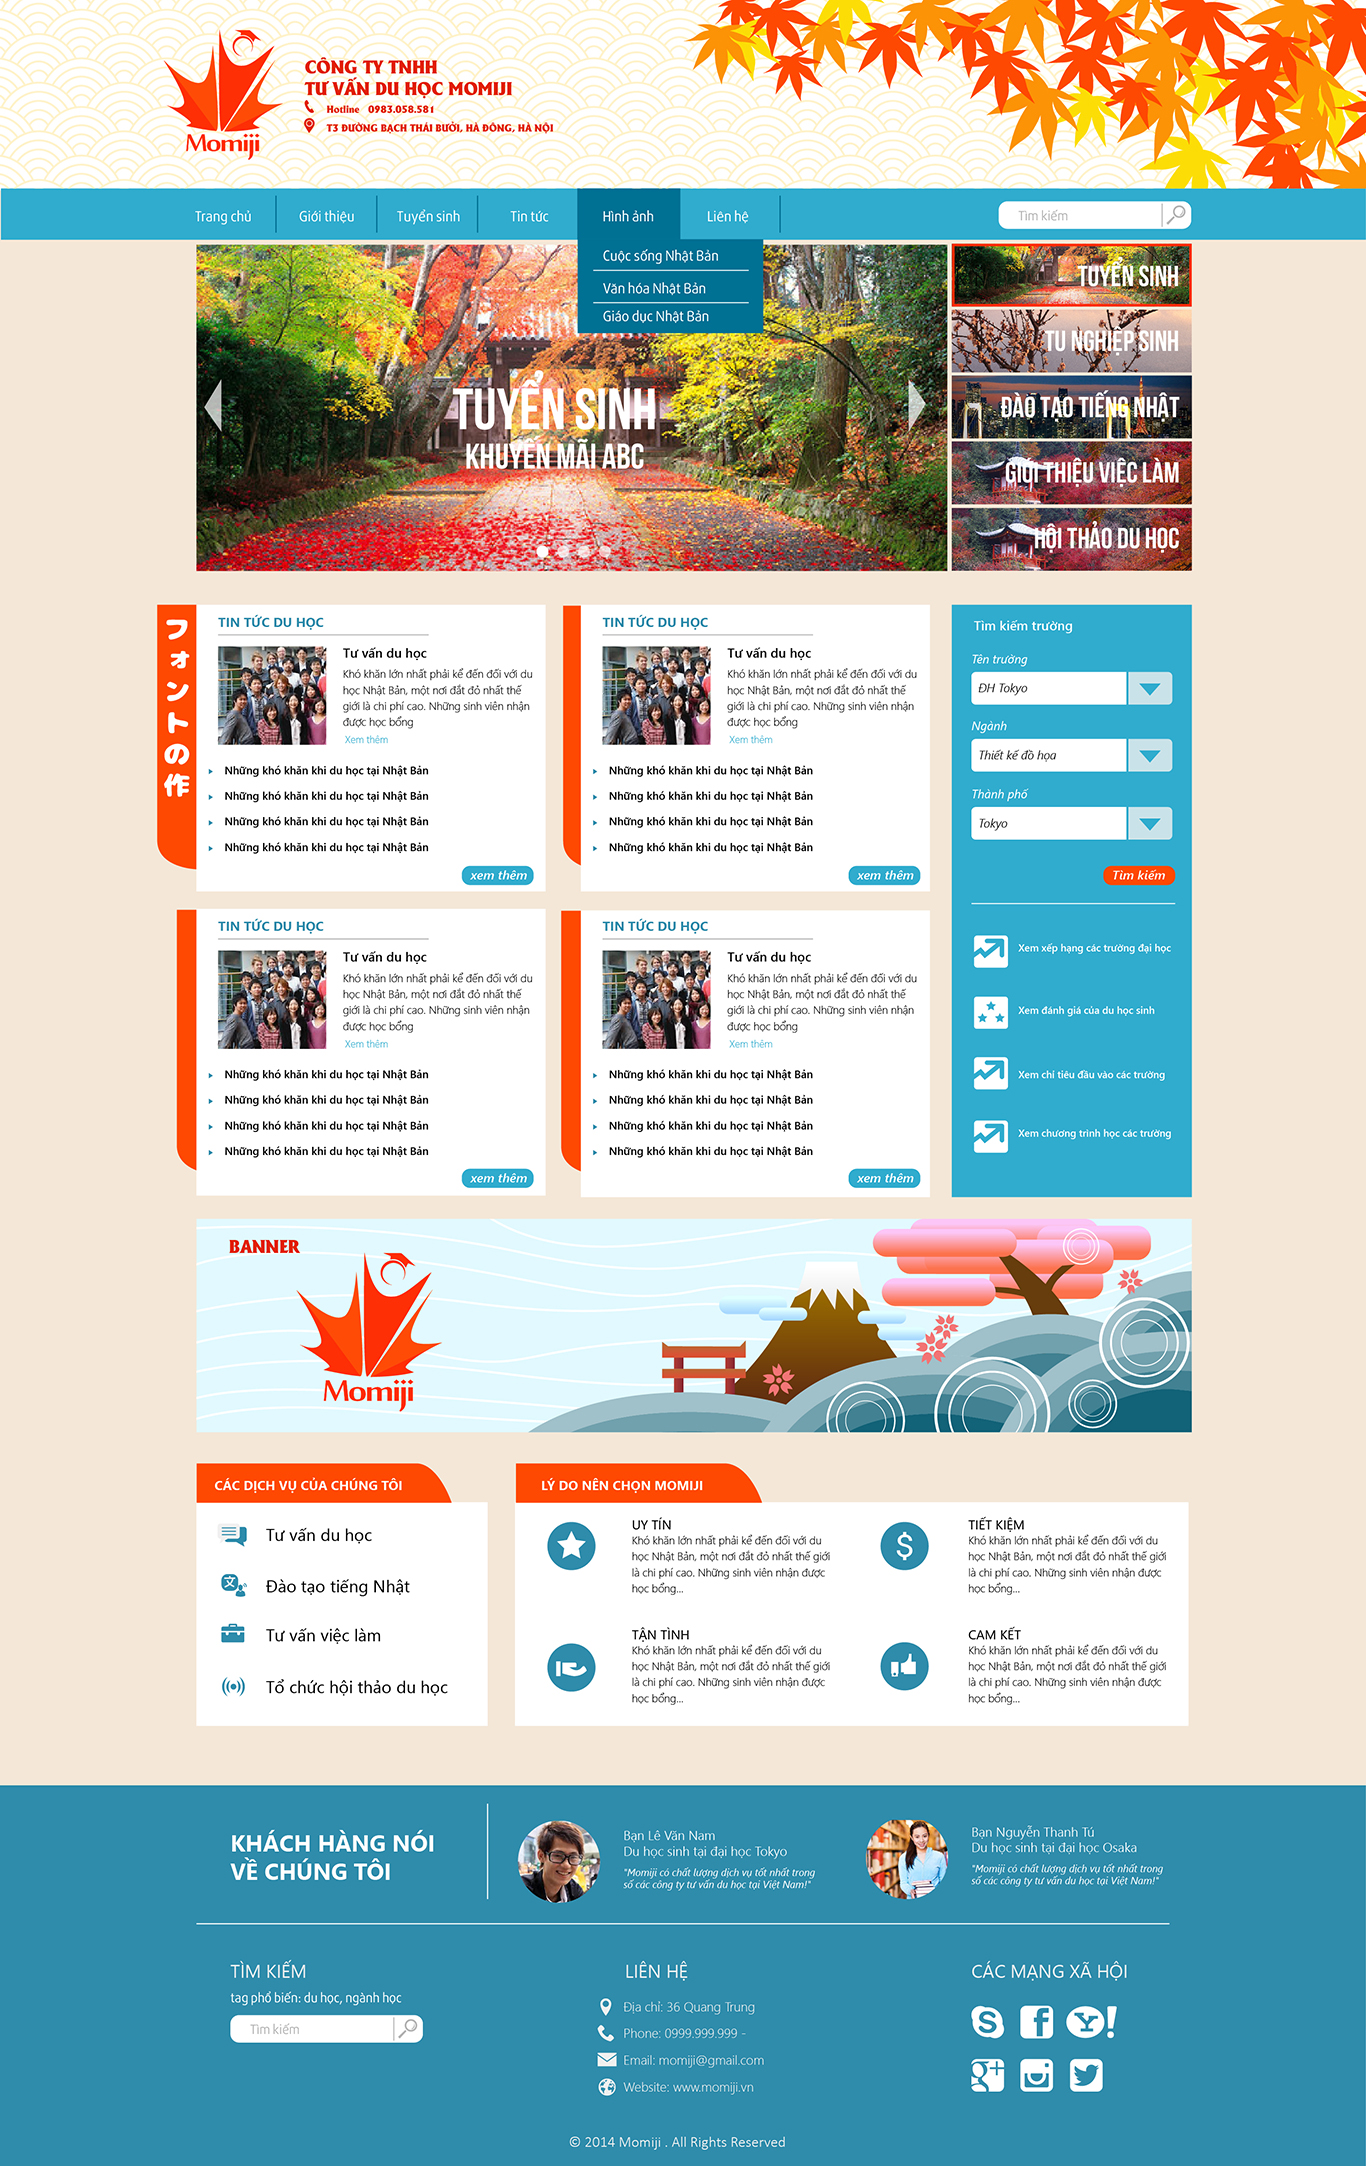 CÔNG TY TNHH
TƯ VẤN DU HỌC MOMIJI
Hotline 0983.058.581
T3 ĐƯỜNG BẠCH THÁI BƯỞI, HÀ ĐÔNG, HÀ NỘI
Momiji
Trang chủ
Giới thiệu
Tuyển sinh
Tin tức
Hình ảnh
Liên hệ
Tìm kiếm
Cuộc sống Nhật Bản
Văn hóa Nhật Bản
Giáo dục Nhật Bản
TUYỂN SINH
KHUYẾN MÃI ABC
TUYỂN SINH
TU NGHIỆP SINH
ĐÀO TẠO TIẾNG NHẬT
GIỚI THIỆU VIỆC LÀM
HỘI THẢO DU HỌC
フォントの作
TIN TỨC DU HỌC
Tư vấn du học
Khó khăn lớn nhất phải kể đến đối với du
học Nhật Bản, một nơi đắt đỏ nhất thế
giới là chi phí cao. Những sinh viên nhận
được học bổng
Xem thêm
Những khó khăn khi du học tại Nhật Bản
Những khó khăn khi du học tại Nhật Bản
Những khó khăn khi du học tại Nhật Bản
Những khó khăn khi du học tại Nhật Bản
xem thêm
TIN TỨC DU HỌC
Tư vấn du học
Khó khăn lớn nhất phải kể đến đối với du
học Nhật Bản, một nơi đắt đỏ nhất thế
giới là chi phí cao. Những sinh viên nhận
được học bổng
Xem thêm
Những khó khăn khi du học tại Nhật Bản
Những khó khăn khi du học tại Nhật Bản
Những khó khăn khi du học tại Nhật Bản
Những khó khăn khi du học tại Nhật Bản
xem thêm
Tìm kiếm trường
Tên trường
ĐH Tokyo
Ngành
Thiết kế đồ họa
Thành phố
Tokyo
Tìm kiếm
Xem xếp hạng các trường đại học
Xem đánh giá của du học sinh
Xem chỉ tiêu đầu vào các trường
Xem chương trình học các trường
TIN TỨC DU HỌC
Tư vấn du học
Khó khăn lớn nhất phải kể đến đối với du
học Nhật Bản, một nơi đắt đỏ nhất thế
giới là chi phí cao. Những sinh viên nhận
được học bổng
Xem thêm
Những khó khăn khi du học tại Nhật Bản
Những khó khăn khi du học tại Nhật Bản
Những khó khăn khi du học tại Nhật Bản
Những khó khăn khi du học tại Nhật Bản
xem thêm
TIN TỨC DU HỌC
Tư vấn du học
Khó khăn lớn nhất phải kể đến đối với du
học Nhật Bản, một nơi đắt đỏ nhất thế
giới là chi phí cao. Những sinh viên nhận
được học bổng
Xem thêm
Những khó khăn khi du học tại Nhật Bản
Những khó khăn khi du học tại Nhật Bản
Những khó khăn khi du học tại Nhật Bản
Những khó khăn khi du học tại Nhật Bản
xem thêm
BANNER
Momiji
CÁC DỊCH VỤ CỦA CHÚNG TÔI
Tư vấn du học
Đào tạo tiếng Nhật
Tư vấn việc làm
Tổ chức hội thảo du học
LÝ DO NÊN CHỌN MOMIJI
UY TÍN
Khó khăn lớn nhất phải kể đến đối với du
học Nhật Bản, một nơi đắt đỏ nhất thế giới
là chi phí cao. Những sinh viên nhận được
học bổng...
TIẾT KIỆM
Khó khăn lớn nhất phải kể đến đối với du
học Nhật Bản, một nơi đắt đỏ nhất thế giới
là chi phí cao. Những sinh viên nhận được
học bổng...
TẬN TÌNH
Khó khăn lớn nhất phải kể đến đối với du
học Nhật Bản, một nơi đắt đỏ nhất thế giới
là chi phí cao. Những sinh viên nhận được
học bổng...
CAM KẾT
Khó khăn lớn nhất phải kể đến đối với du
học Nhật Bản, một nơi đắt đỏ nhất thế giới
là chi phí cao. Những sinh viên nhận được
học bổng...
KHÁCH HÀNG NÓI
VỀ CHÚNG TÔI
Bạn Lê Văn Nam
Du học sinh tại đại học Tokyo
"Momiji có chất lượng dịch vụ tốt nhất trong
số các công ty tư vấn du học tại Việt Nam!"
Bạn Nguyễn Thanh Tú
Du học sinh tại đại học Osaka
"Momiji có chất lượng dịch vụ tốt nhất trong
số các công ty tư vấn du học tại Việt Nam!"
TÌM KIẾM
tag phổ biến: du học, ngành học
Tìm kiếm
LIÊN HỆ
Địa chỉ: 36 Quang Trung
Phone: 0999.999.999 -
Email: momiji@gmail.com
Website: www.momiji.vn
CÁC MẠNG XÃ HỘI
© 2014 Momiji . All Rights Reserved